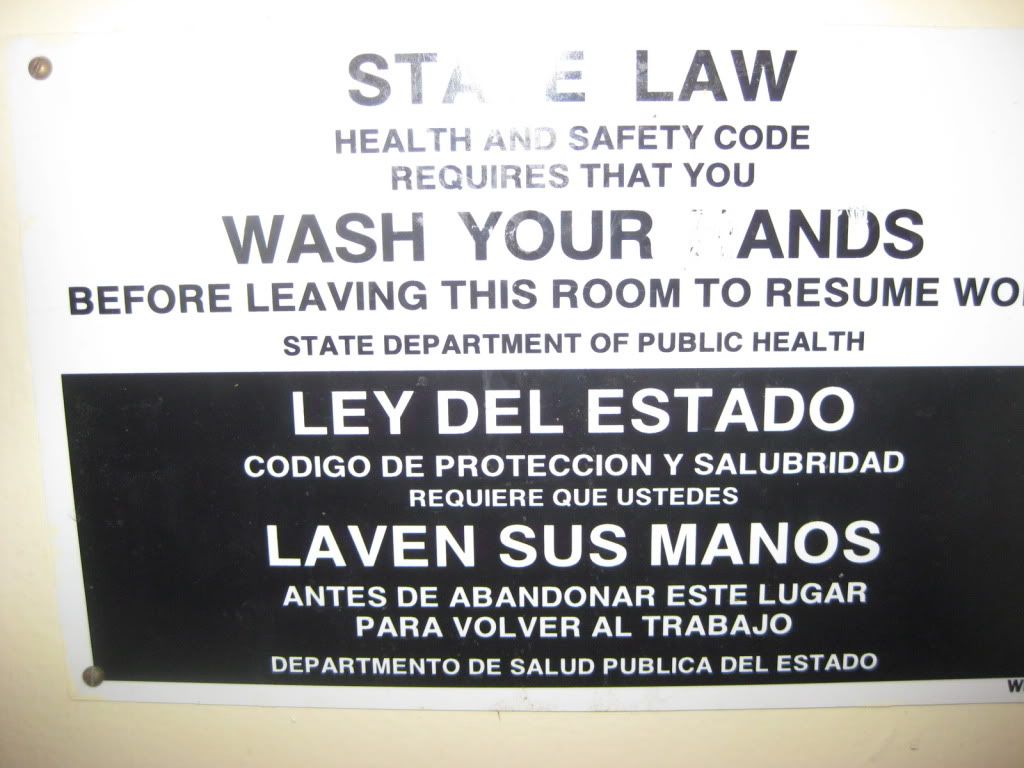 STATE LAW
HEALTH AND SAFETY CODE
REQUIRES THAT YOU
WASH YOUR HANDS
BEFORE LEAVING THIS ROOM TO RESUME
STATE DEPARTMENT OF PUBLIC HEALTH
LEY DEL ESTADO
CODIGO DE PROTECCION Y SALUBRIDAD
REQUIERE QUE USTEDES
LAVEN SUS MANOS
ANTES DE ABANDONAR ESTE LUGAR
PARA VOLVER AL TRABAJO
DEPARTMENTO DE SALUD PUBLICA DEL ESTADO